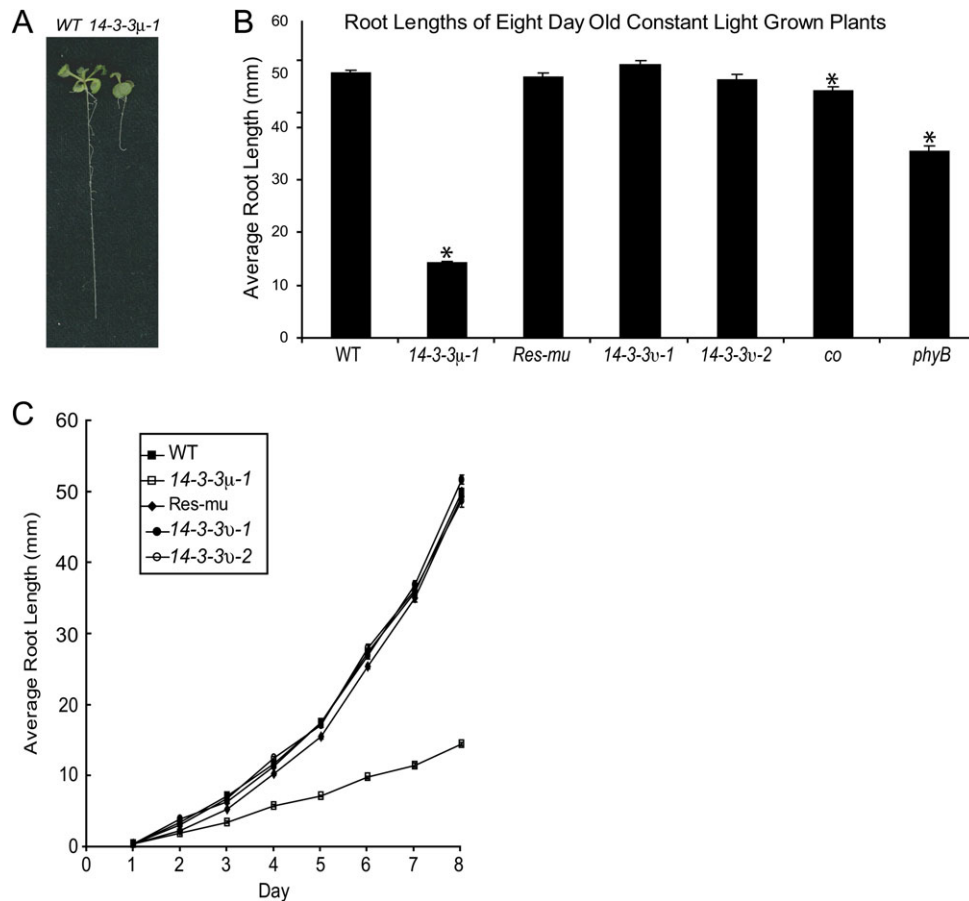 A
WT 14-3-3μ-1
B
Root Lengths of Eight Day Old Constant Light Grown Plants
Average Root Length (mm)
60
50
50
40
30
20
10
0
WT
14-3-3μ-1
Res-mu
14-3-3υ-1
14-3-3υ-2
co
phyB
*
*
*
C
Average Root Length (mm)
60
50
40
30
20
10
0
WT
14-3-3μ-1
Res-mu
14-3-3υ-1
14-3-3υ-2
0 1 2 3 4 5 6 7 8
Day